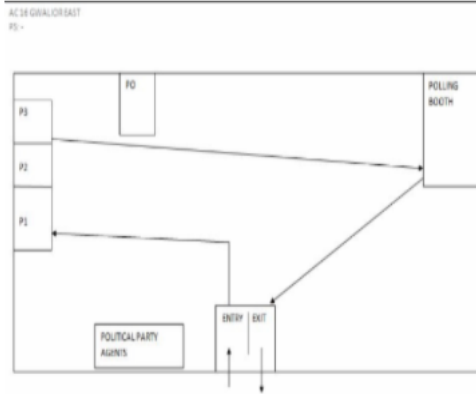 AC 16 GWALIOR EAST
PS -
PO
POLLING
BOOTH
P3
P2
P1
ENTRY
EXIT
POLITICAL PARTY
AGENTS